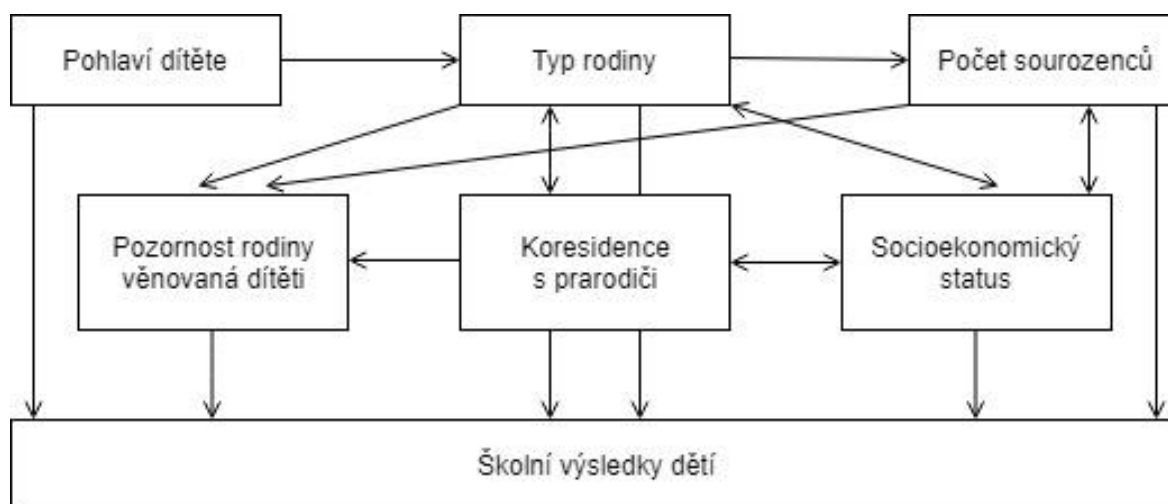 Pohlaví dítěte
Typ rodiny
Počet sourozenců
Pozornost rodiny
věnovaná dítěti
Koresidence
s prarodiči
Socioekonomický
status
Školní výsledky dětí